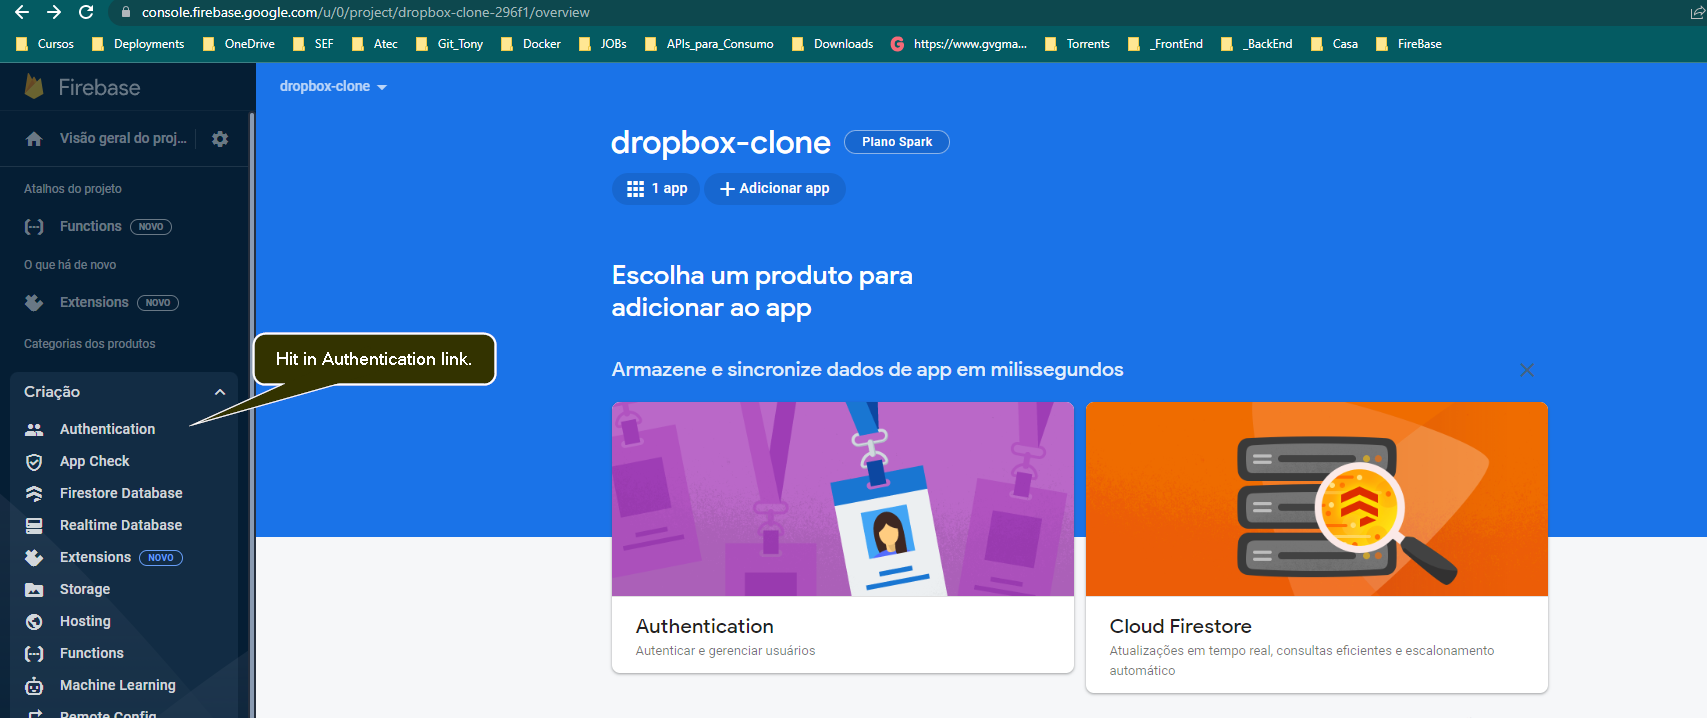 console.firebase.google.com/u/0/project/dropbox-clone-296f1/overview
Cursos Deployments OneDrive SEF Atec Git_Tony Docker JOBs APIs_para_Consumo Downloads https://www.gvgma... Torrents _FrontEnd _BackEnd Casa FireBase
Firebase
dropbox-clone
Visão geral do proj...
dropbox-clone Plano Spark
1 app Adicionar app
Atalhos do projeto
Functions NOVO
O que há de novo
Extensions NOVO
Categorias dos produtos
Escolha um produto para
adicionar ao app
Hit in Authentication link.
Armazene e sincronize dados de app em milissegundos
Criação
Authentication
App Check
Firestore Database
Realtime Database
Extensions NOVO
Storage
Hosting
Functions
Machine Learning
Remote Config
Authentication
Autenticar e gerenciar usuários
Cloud Firestore
Atualizações em tempo real, consultas eficientes e escalonamento
automático